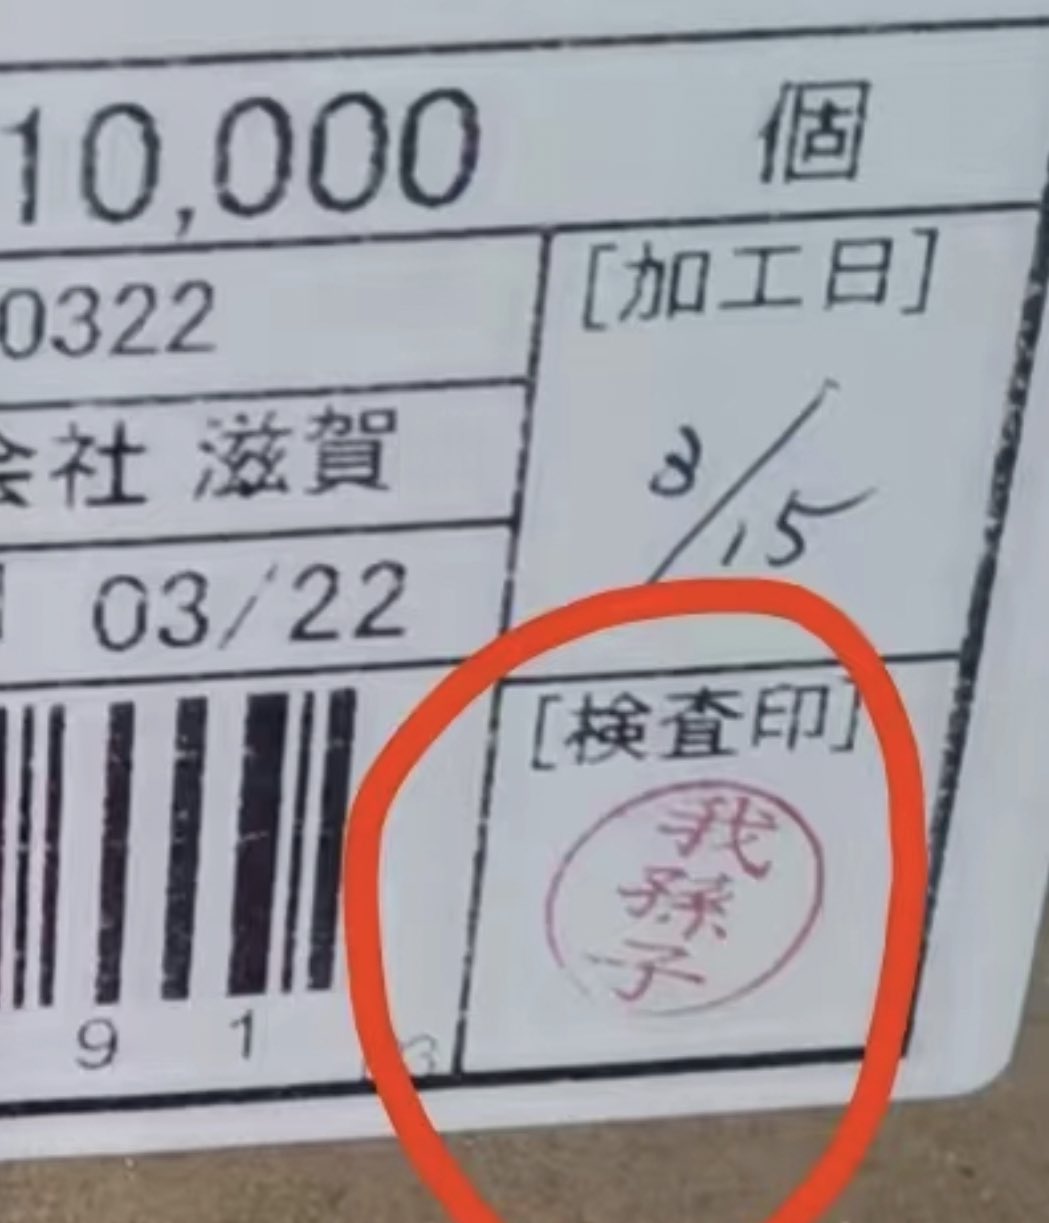 10,000 個
0322
[加工日]
3/15
会社 滋賀
03/22
[検査印]
我
孫
子
9 1